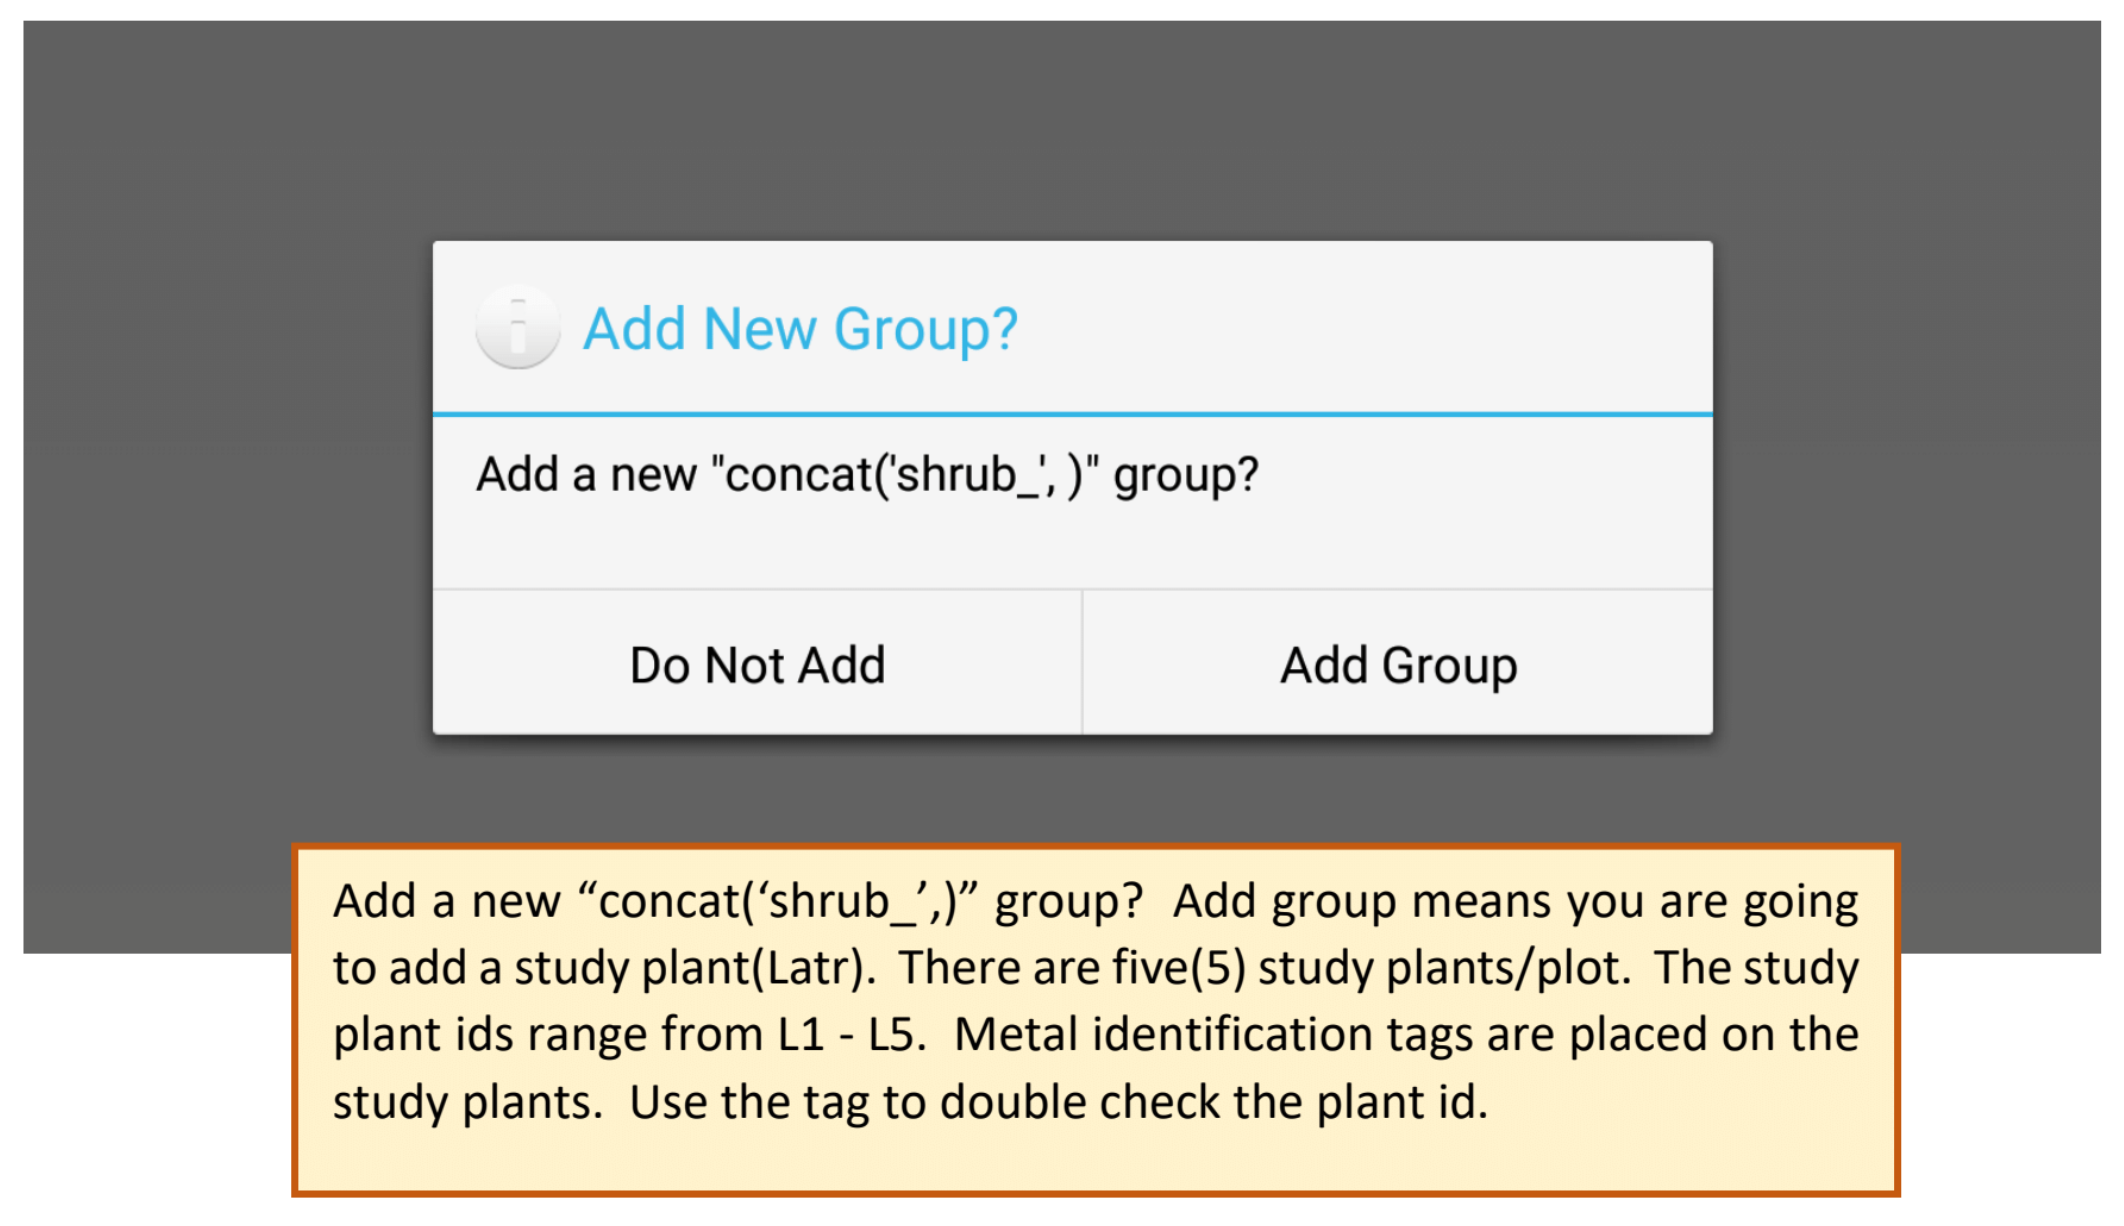 Add New Group?
Add a new "concat('shrub_', )" group?
Do Not Add
Add Group
Add a new “concat(‘shrub_’,)” group?  Add group means you are going
to add a study plant(Latr).  There are five(5) study plants/plot.  The study
plant ids range from L1 - L5.  Metal identification tags are placed on the
study plants.  Use the tag to double check the plant id.